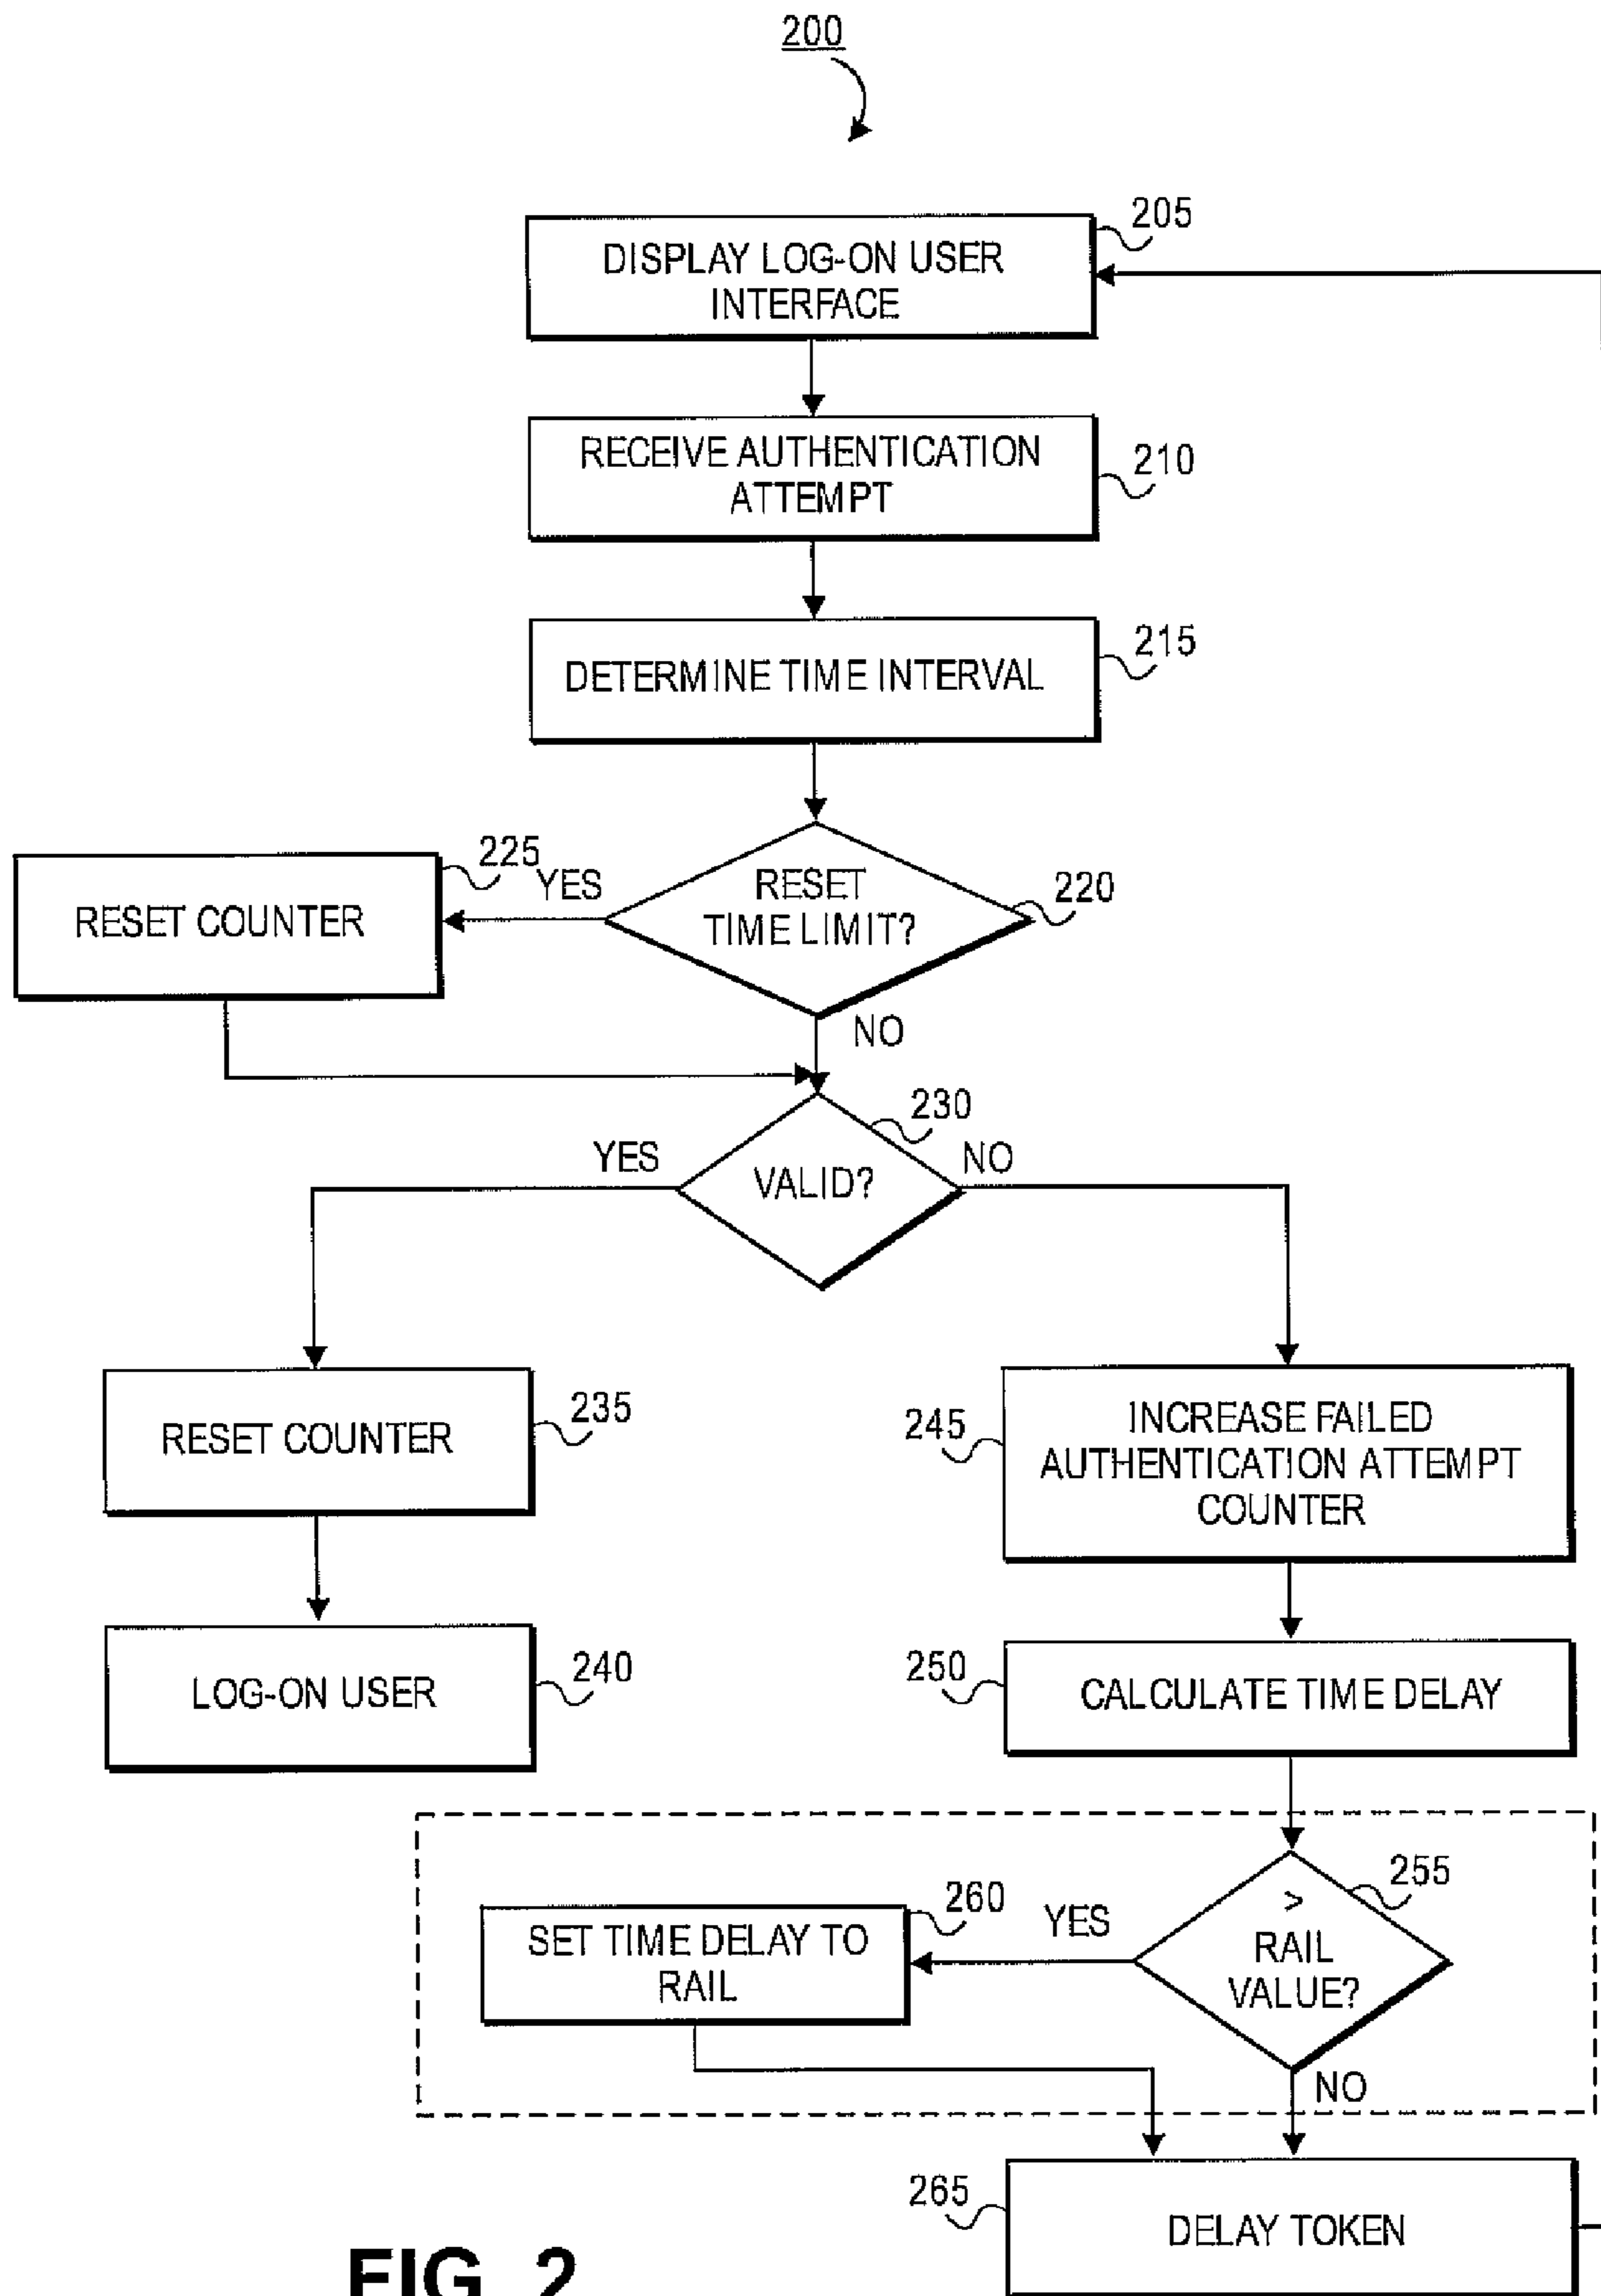 200
205
DISPLAY LOG-ON USER
INTERFACE
RECEIVE AUTHENTICATION
ATTEMPT
210
DETERMINE TIME INTERVAL
215
RESET COUNTER
225
YES
RESET
TIME LIMIT?
220
NO
230
YES
VALID?
NO
RESET COUNTER
235
245
INCREASE FAILED
AUTHENTICATION ATTEMPT
COUNTER
LOG-ON USER
240
250
CALCULATE TIME DELAY
255
>
RAIL
VALUE?
YES
260
SET TIME DELAY TO
RAIL
NO
265
DELAY TOKEN
FIG. 2